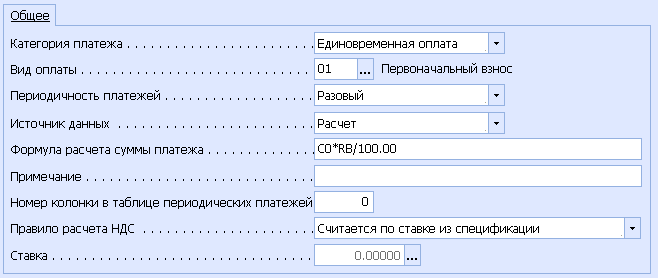 Общее
Категория платежа . . . . . . . . . . . . . . . . . . . Единовременная оплата
Вид оплаты . . . . . . . . . . . . . . . . . . . . . . . . . 01 ... Первоначальный взнос
Периодичность платежей . . . . . . . . . . . . . . Разовый
Источник данных . . . . . . . . . . . . . . . . . . . . Расчет
Формула расчета суммы платежа . . . . . . . . . C0*RB/100.00
Примечание . . . . . . . . . . . . . . . . . . . . . . . .
Номер колонки в таблице периодических платежей 0
Правило расчета НДС . . . . . . . . . . . . . . . . . Считается по ставке из спецификации
Ставка . . . . . . . . . . . . . . . . . . . . . . . . . . . . 0.00000 ...